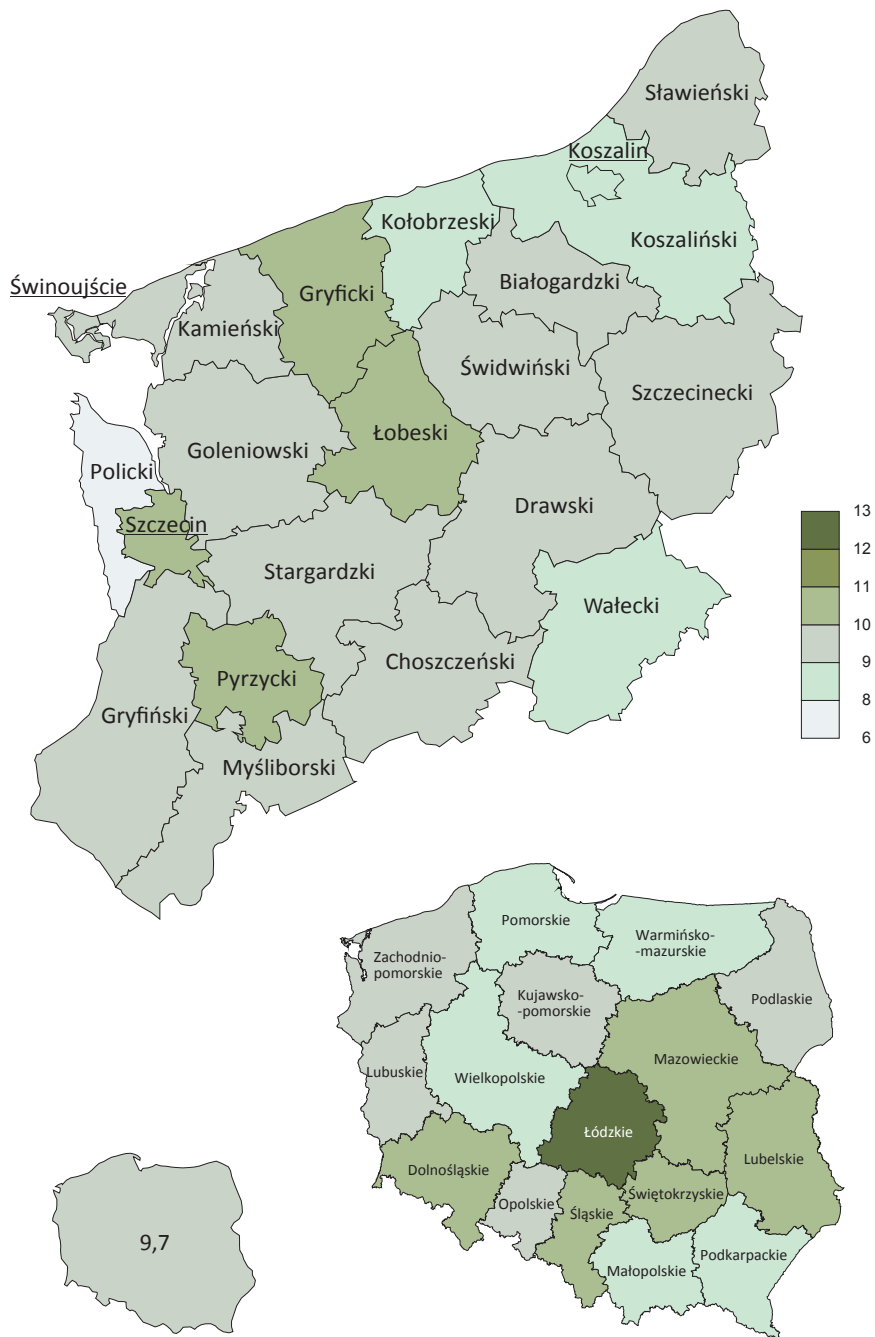 Sławieński
Koszalin
Kołobrzeski
Koszaliński
Białogardzki
Świnoujście
Gryficki
Kamieński
Świdwiński
Szczecinecki
Łobeski
Goleniowski
Policki
Drawski
Szczecin
Stargardzki
Wałecki
Choszczeński
Pyrzycki
Gryfiński
Myśliborski
13
12
11
10
9
8
6
Pomorskie
Warmińsko-
-mazurskie
Zachodnio-
pomorskie
Kujawsko-
-pomorskie
Podlaskie
Mazowieckie
Lubuskie
Wielkopolskie
Łódzkie
Lubelskie
Dolnośląskie
Świętokrzyskie
Opolskie
Śląskie
Podkarpackie
Małopolskie
9,7